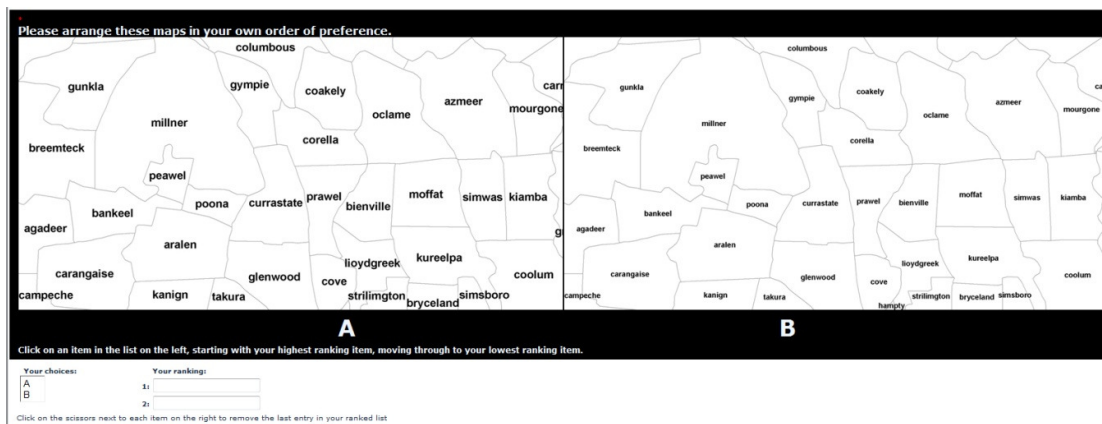 *
Please arrange these maps in your own order of preference.
columbous
gunkla
gympie
coakely
azmeer
mourgone
oclame
millner
corella
breemteck
peawel
bankeel
poona
currastate
prawel
bienville
moffat
simwas
kiamba
agadeer
aralen
carangaise
glenwood
lioydgreek
kureelpa
cove
coolum
campeche
kanign
takura
strilimgton
bryceland
simsboro
A
columbous
gunkla
gympie
coakely
azmeer
mourgone
oclame
millner
corella
breemteck
peawel
bankeel
poona
currastate
prawel
bienville
moffat
simwas
kiamba
agadeer
aralen
carangaise
glenwood
lioydgreek
kureelpa
cove
coolum
campeche
kanign
takura
hampty
strilimgton
bryceland
simsboro
B
Click on an item in the list on the left, starting with your highest ranking item, moving through to your lowest ranking item.
Your choices:
A
B
Your ranking:
1:
2:
Click on the scissors next to each item on the right to remove the last entry in your ranked list